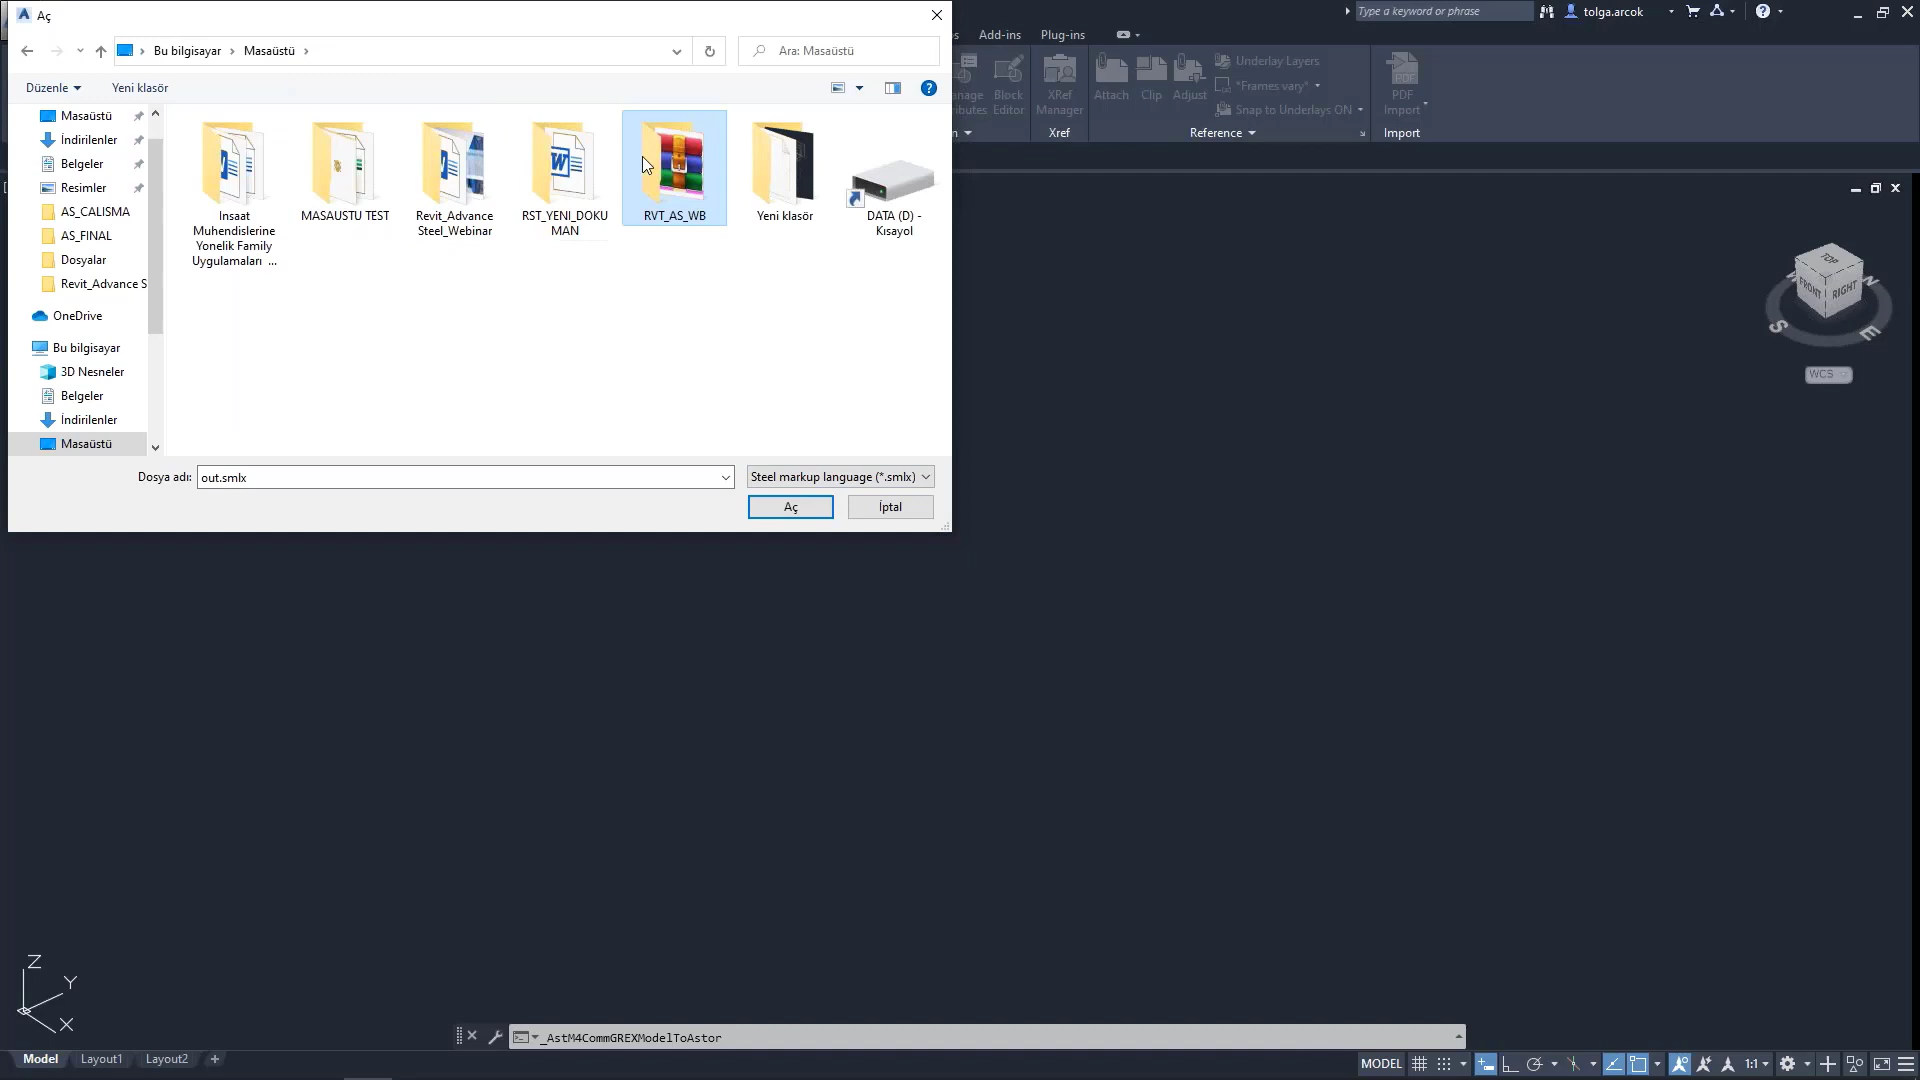 Aç
Type a keyword or phrase
tolga.arcok
Bu bilgisayar
Masaüstü
Ara: Masaüstü
Add-ins
Plug-ins
Düzenle
Yeni klasör
Block
Editor
XRef
Manager
Attach
Clip
Adjust
Underlay Layers
*Frames vary*
Snap to Underlays ON
PDF
Import
Xref
Reference
Import
Masaüstü
İndirilenler
Belgeler
Resimler
AS_CALISMA
AS_FINAL
Dosyalar
Revit_Advance S
OneDrive
Bu bilgisayar
3D Nesneler
Belgeler
İndirilenler
Masaüstü
Insaat
Muhendislerine
Yonelik Family
Uygulamaları ...
MASAUSTU TEST
Revit_Advance
Steel_Webinar
RST_YENI_DOKU
MAN
RVT_AS_WB
Yeni klasör
DATA (D) -
Kısayol
Dosya adı:
out.smlx
Steel markup language (*.smlx)
Aç
İptal
TOP
FRONT
RIGHT
S
E
WCS
Z
Y
X
_AstM4CommGREXModelToAstor
Model
Layout1
Layout2
MODEL
1:1